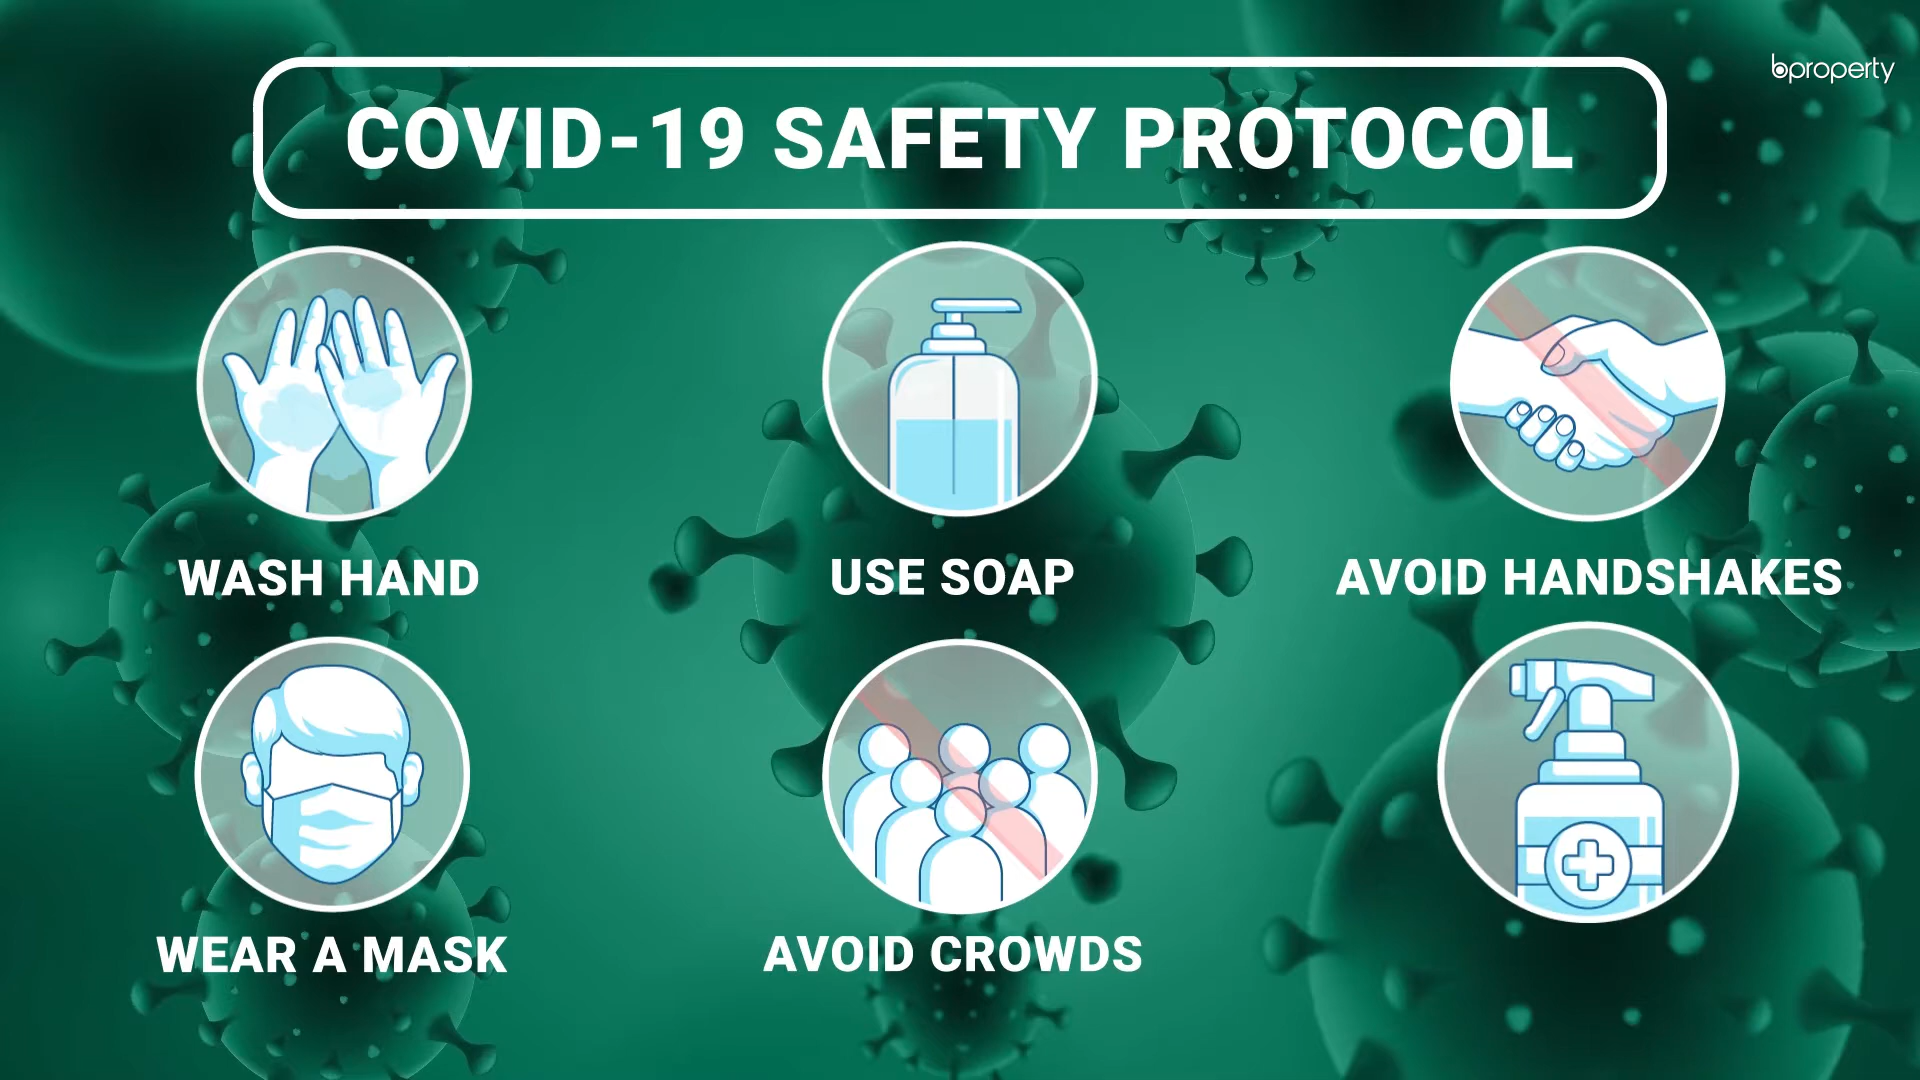 bproperty
COVID-19 SAFETY PROTOCOL
WASH HAND
USE SOAP
AVOID HANDSHAKES
WEAR A MASK
AVOID CROWDS